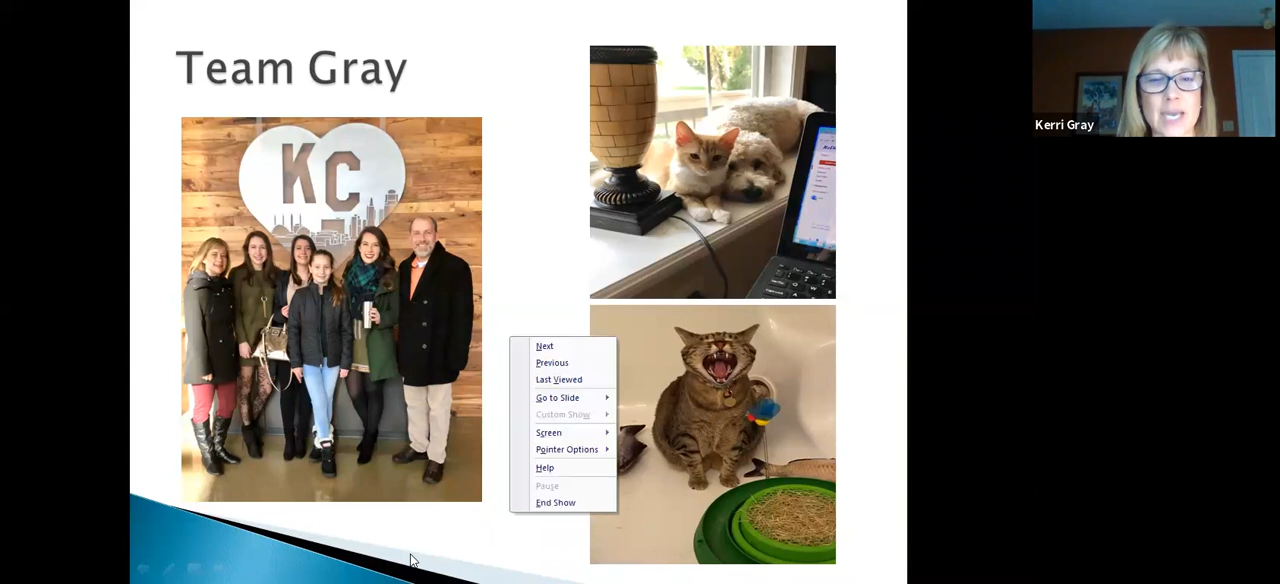 Team Gray
KC
Next
Previous
Last Viewed
Go to Slide
Custom Show
Screen
Pointer Options
Help
Pause
End Show
Kerri Gray